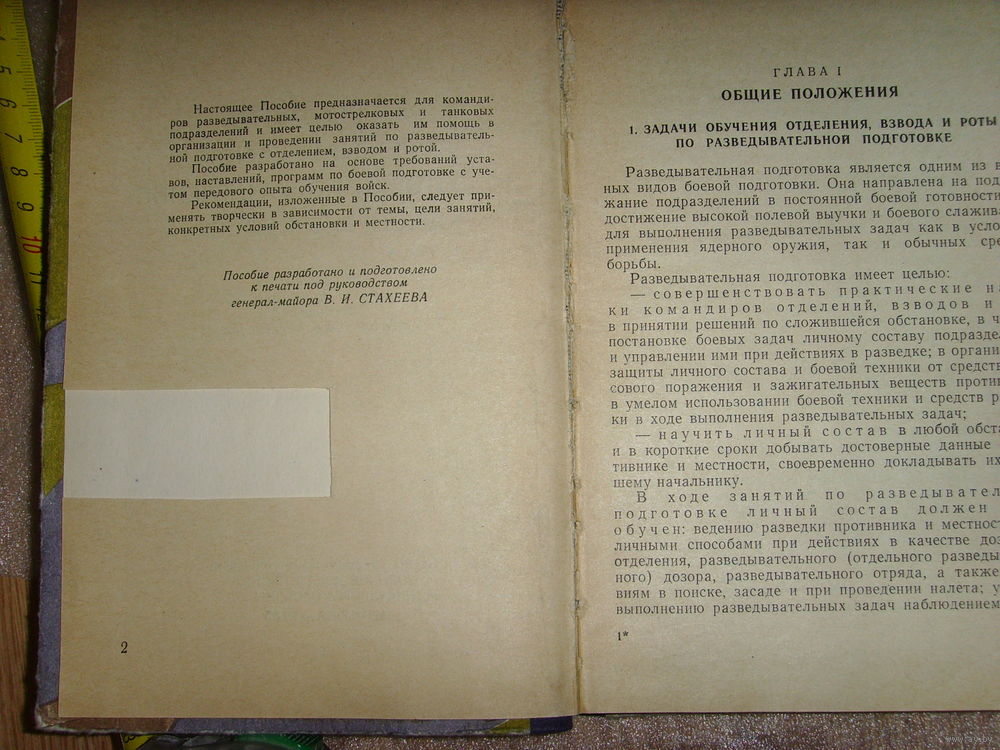 Настоящее Пособие предназначается для команди-
ров разведывательных, мотострелковых и танковых
подразделений и имеет целью оказать им помощь в
организации и проведении занятий по разведыватель-
ной подготовке с отделением, взводом и ротой.
Пособие разработано на основе требований уста-
вов, наставлений, программ по боевой подготовке с уче-
том передового опыта обучения войск.
Рекомендации, изложенные в Пособии, следует при-
менять творчески в зависимости от темы, цели занятий,
конкретных условий обстановки и местности.
Пособие разработано и подготовлено
к печати под руководством
генерал-майора В. И. СТАХЕЕВА
2
ГЛАВА I
ОБЩИЕ ПОЛОЖЕНИЯ
1. ЗАДАЧИ ОБУЧЕНИЯ ОТДЕЛЕНИЯ, ВЗВОДА И РОТЫ
ПО РАЗВЕДЫВАТЕЛЬНОЙ ПОДГОТОВКЕ
Разведывательная подготовка является одним из
ных видов боевой подготовки. Она направлена на
жание подразделений в постоянной боевой готовности
достижение высокой полевой выучки и боевого
для выполнения разведывательных задач как в
применения ядерного оружия, так и обычных
борьбы.
Разведывательная подготовка имеет целью:
— совершенствовать практические
ки командиров отделений, взводов и
в принятии решений по сложившейся обстановке, в
постановке боевых задач личному составу
и управлении ими при действиях в разведке; в
защиты личного состава и боевой техники от
сового поражения и зажигательных веществ
в умелом использовании боевой техники и средств
ки в ходе выполнения разведывательных задач;
— научить личный состав в любой
и в короткие сроки добывать достоверные данные
тивнике и местности, своевременно докладывать их
шему начальнику.
В ходе занятий по
подготовке личный состав должен
обучен: ведению разведки противника и
личными способами при действиях в качестве
отделения, разведывательного (отдельного
ного) дозора, разведывательного отряда, а также
виям в поиске, засаде и при проведении налета;
выполнению разведывательных задач наблюдением
1*